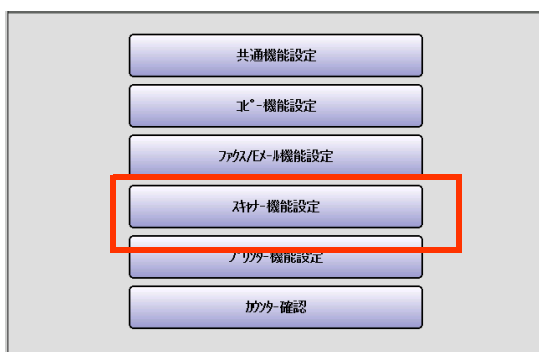 共通機能設定
ｺﾋﾟｰ機能設定
ﾌｧｸｽ/Eﾒｰﾙ機能設定
ｽｷｬﾅｰ機能設定
ﾌﾟﾘﾝﾀｰ機能設定
ｶｳﾝﾀｰ確認